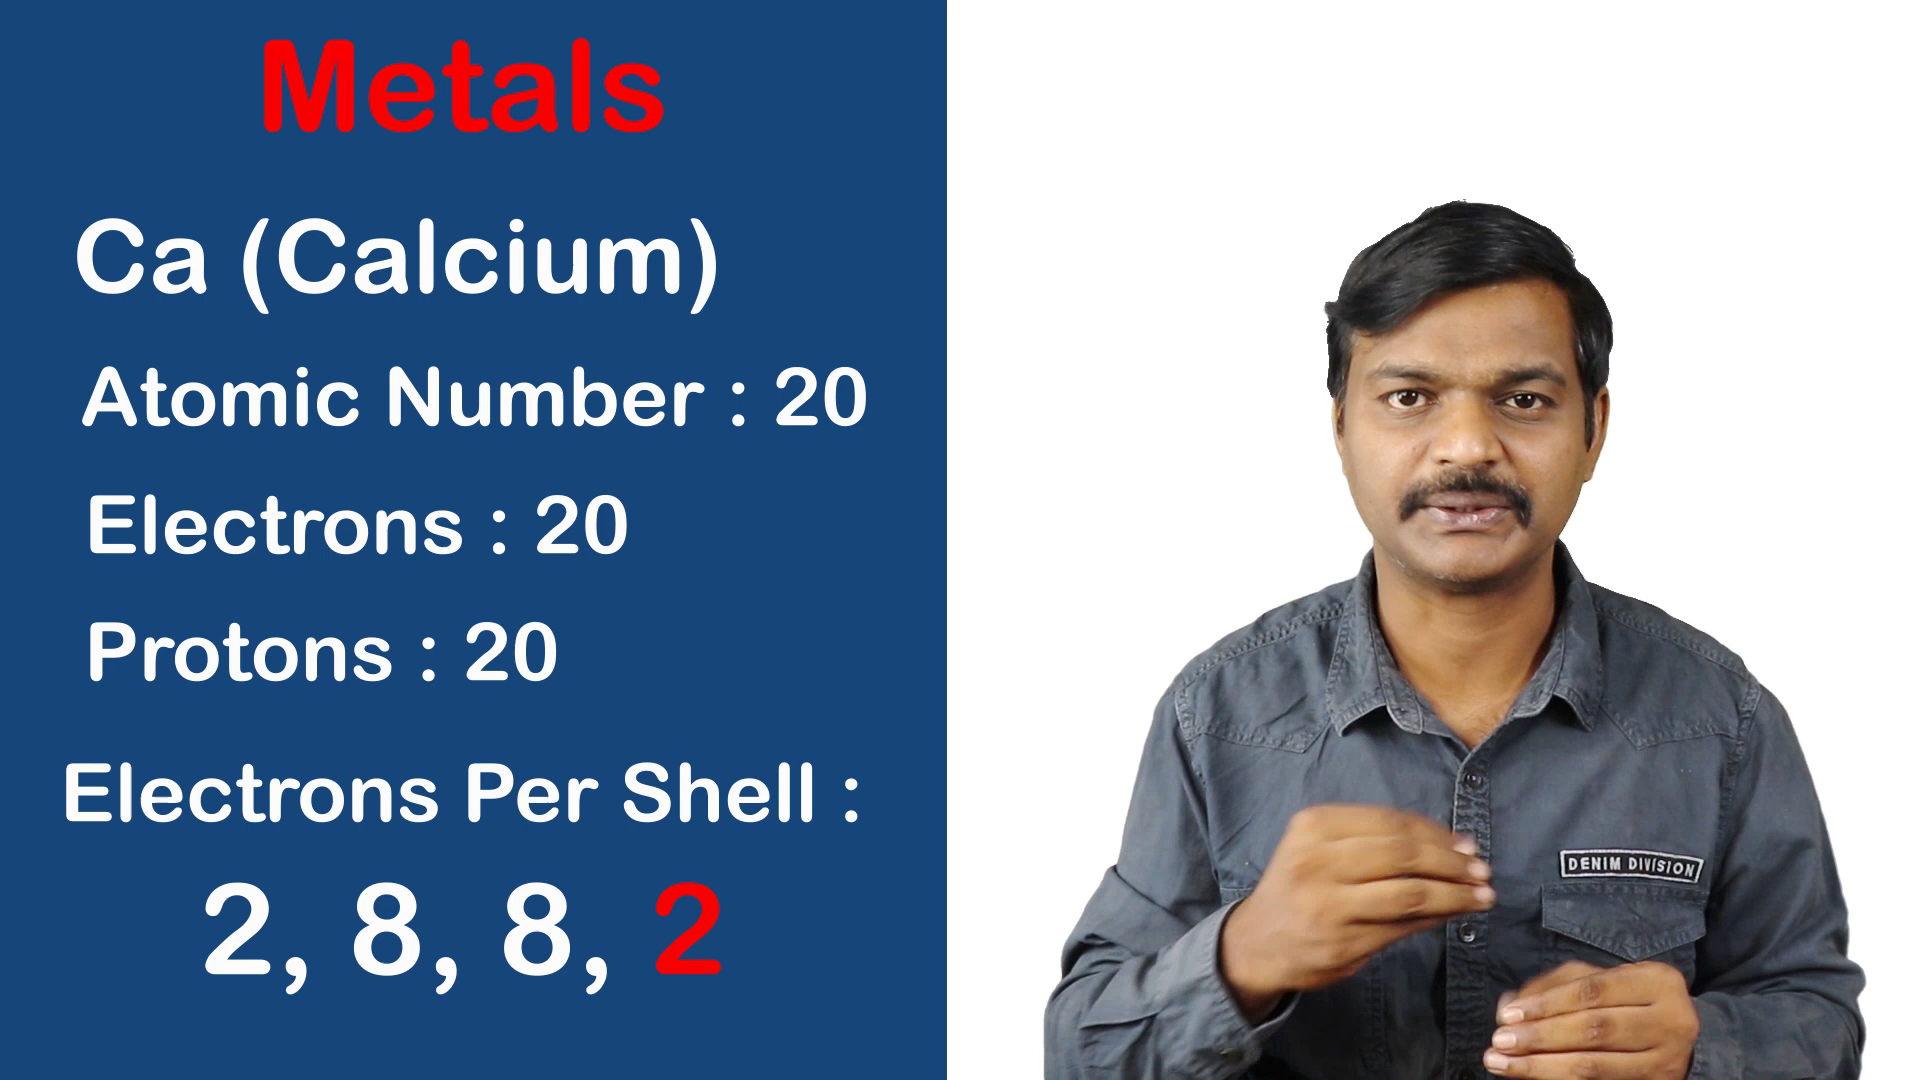 Metals
Ca (Calcium)
Atomic Number : 20
Electrons : 20
Protons : 20
Electrons Per Shell :
2, 8, 8, 2
DENIM DIVISION